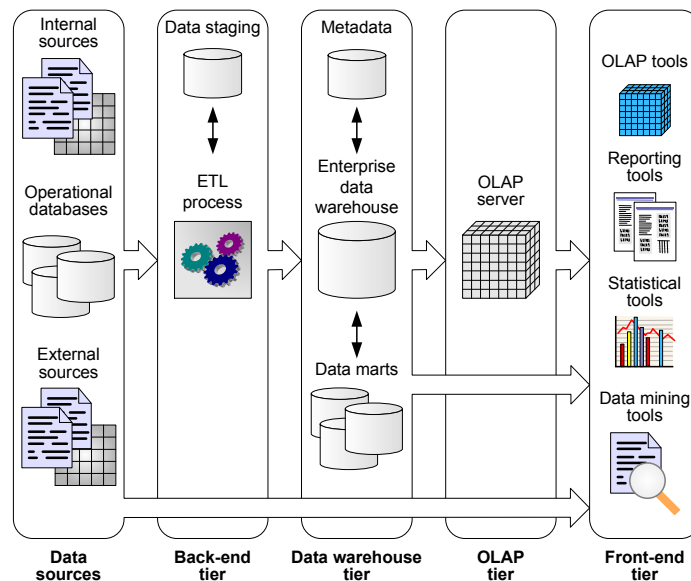 Internal
sources
Operational
databases
External
sources
Data
sources
Data staging
ETL
process
Back-end
tier
Metadata
Enterprise
data
warehouse
Data marts
Data warehouse
tier
OLAP
server
OLAP
tier
OLAP tools
Reporting
tools
Statistical
tools
Data mining
tools
Front-end
tier